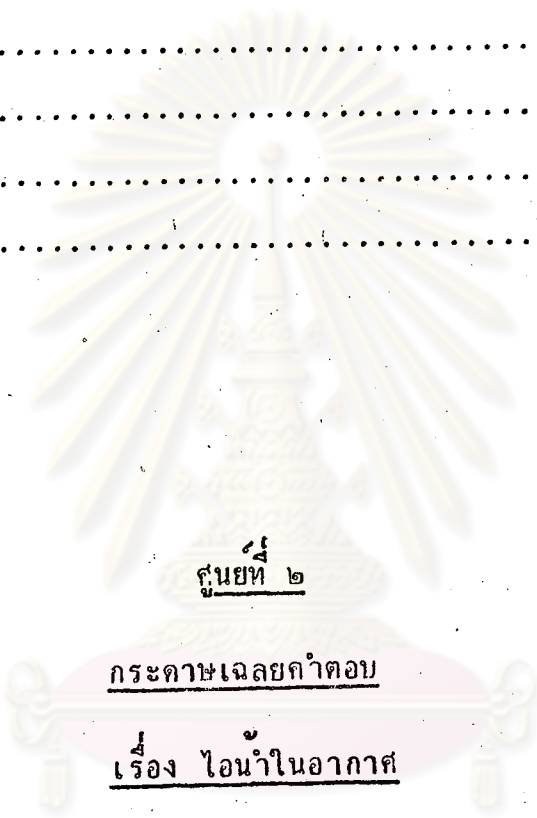 ศูนย์ที่ ๒
กระดาษเฉลยคำตอบ
เรื่อง ไอน้ำในอากาศ